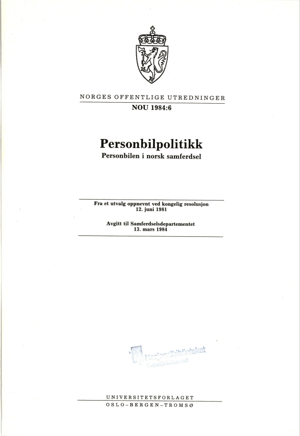 NORGES OFFENTLIGE UTREDNINGER
NOU 1984:6
Personbilpolitikk
Personbilen i norsk samferdsel
Fra et utvalg oppnevnt ved kongelig resolusjon
12. juni 1981
Avgitt til Samferdselsdepartementet
13. mars 1984
UNIVERSITETSFORLAGET
OSLO–BERGEN–TROMSØ